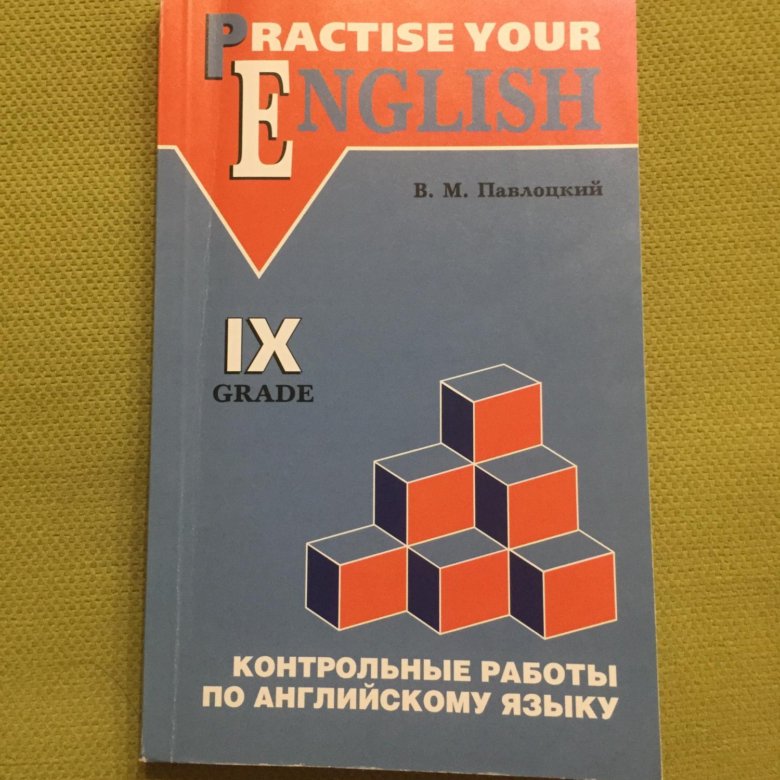 PRACTISE YOUR
ENGLISH
В. М. Павлоцкий
IX
GRADE
КОНТРОЛЬНЫЕ РАБОТЫ
ПО АНГЛИЙСКОМУ ЯЗЫКУ